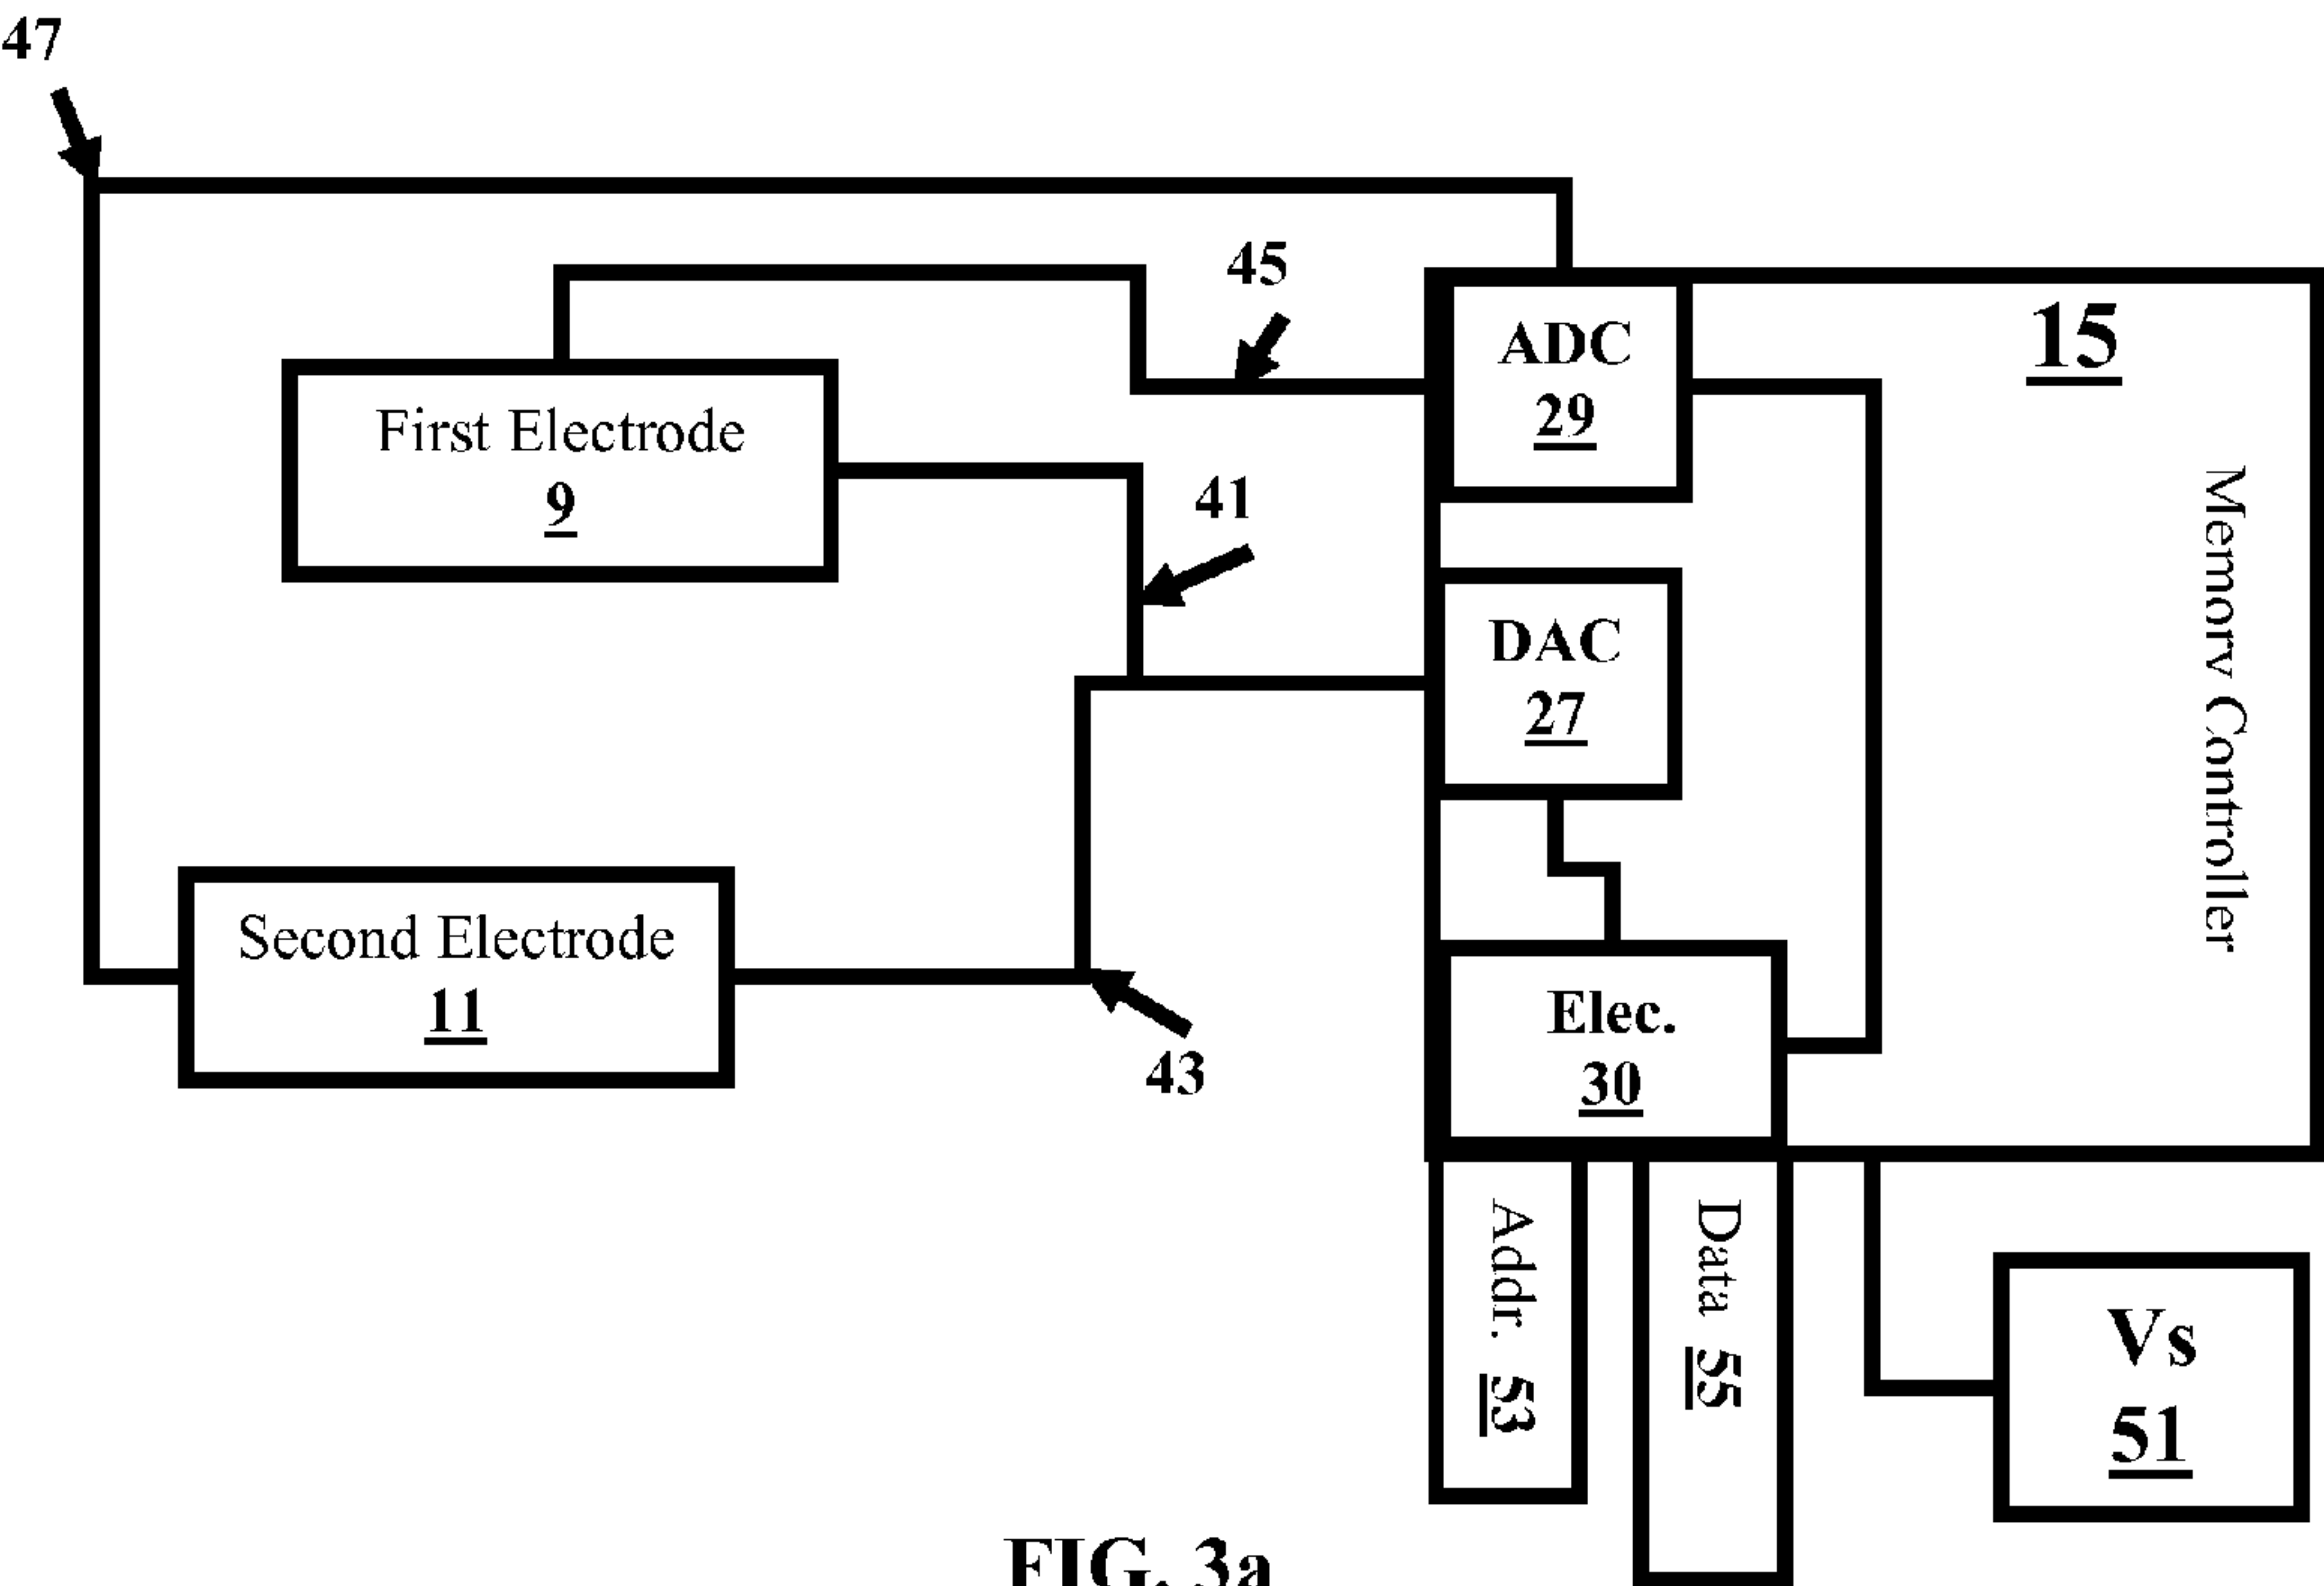 47
45
ADC
29
15
First Electrode
9
41
Memory Controller
DAC
27
Second Electrode
11
Elec.
30
43
Addr. 53
Data 55
Vs
51
FIG. 3a